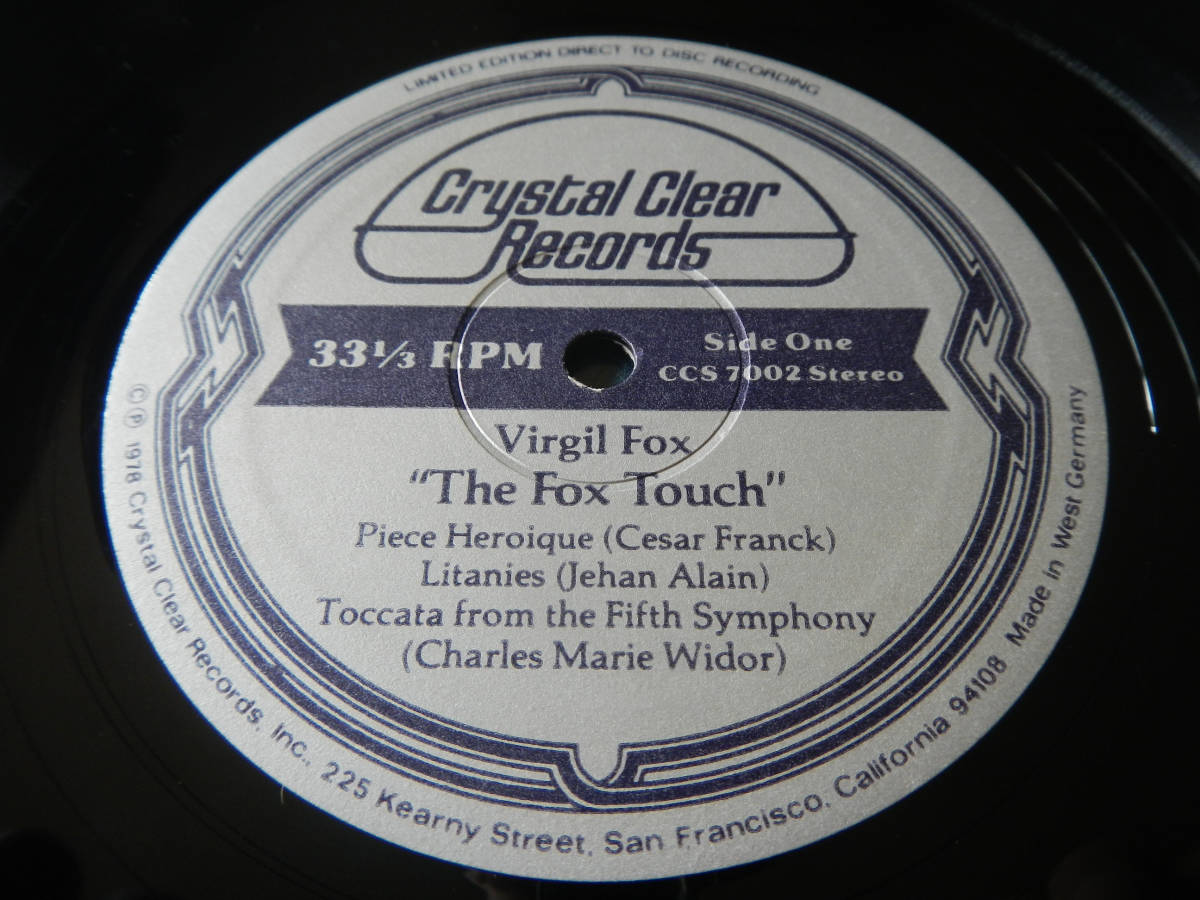 LIMITED EDITION DIRECT TO DISC RECORDING
Crystal Clear
Records
33 1/3 RPM
Side One
CCS 7002 Stereo
Virgil Fox
"The Fox Touch"
Piece Heroique (Cesar Franck)
Litanies (Jehan Alain)
Toccata from the Fifth Symphony
(Charles Marie Widor)
© ℗ 1978 Crystal Clear Records, Inc., 225 Kearny Street, San Francisco, California 94108 Made in West Germany